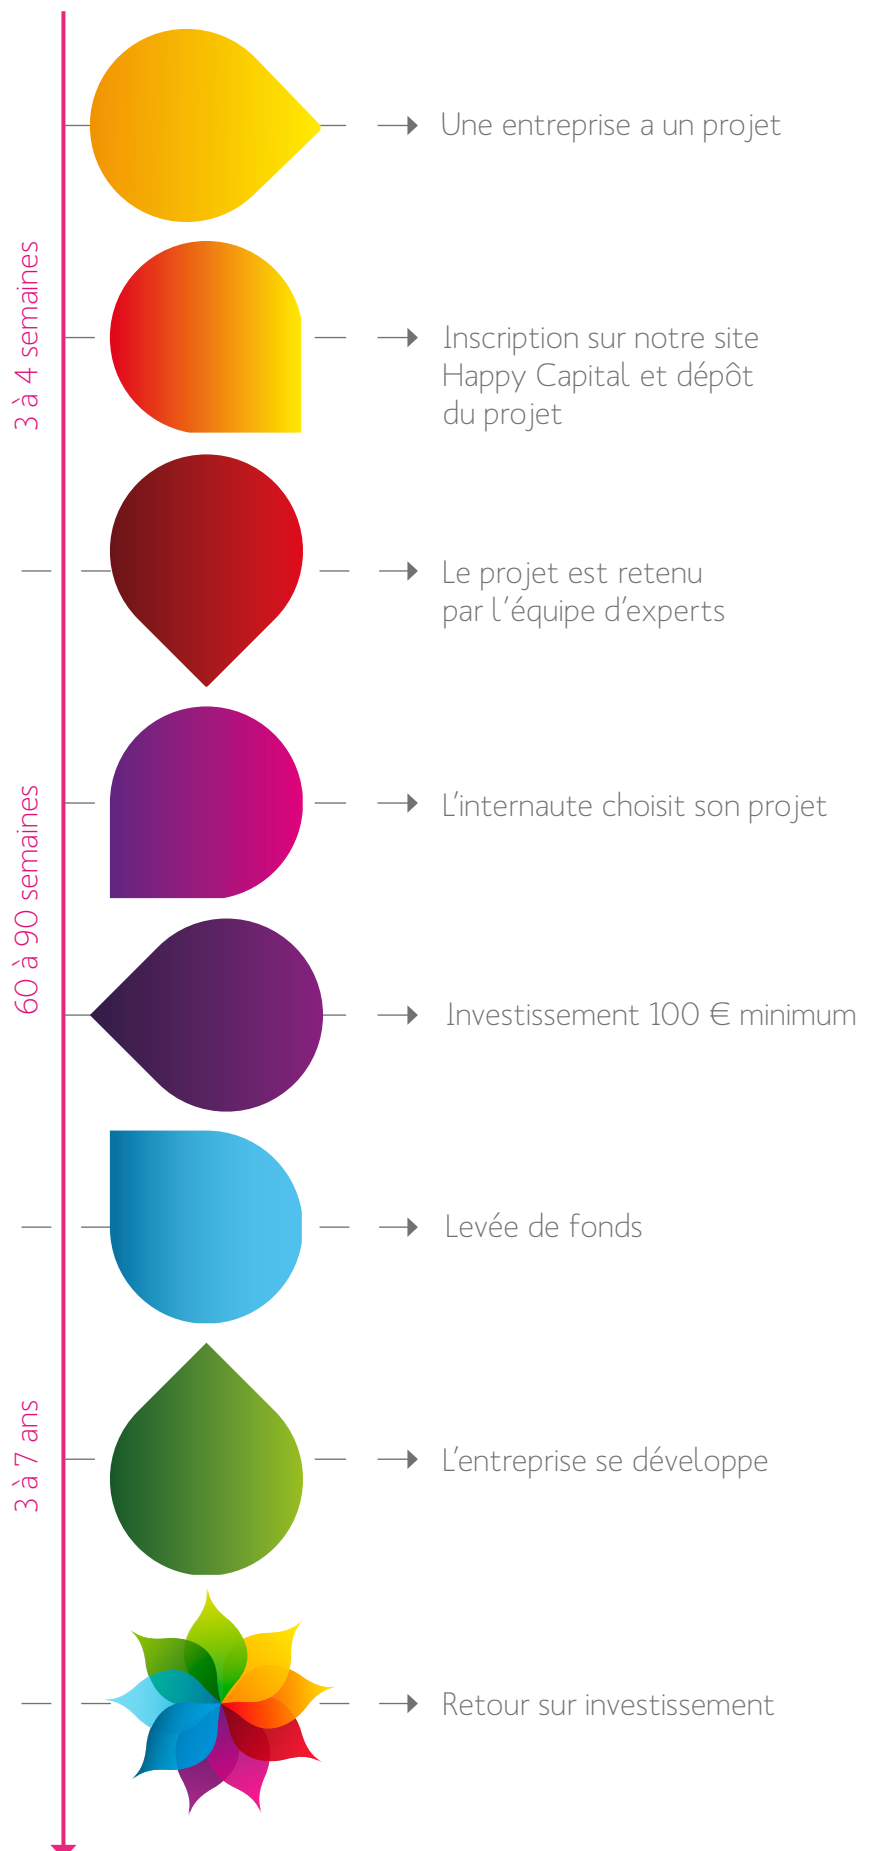 Une entreprise a un projet
3 à 4 semaines
Inscription sur notre site
Happy Capital et dépôt
du projet
Le projet est retenu
par l'équipe d'experts
60 à 90 semaines
L'internaute choisit son projet
Investissement 100 € minimum
Levée de fonds
3 à 7 ans
L'entreprise se développe
Retour sur investissement